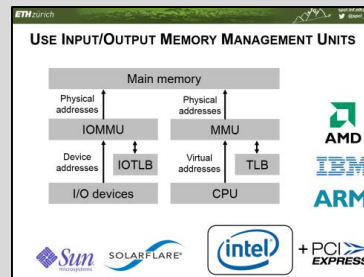 ETHzürich
USE INPUT/OUTPUT MEMORY MANAGEMENT UNITS
Main memory
Physical addresses
Physical addresses
IOMMU
MMU
Device addresses
IOTLB
Virtual addresses
TLB
I/O devices
CPU
AMD
IBM
ARM
Sun
microsystems
SOLARFLARE
intel
+ PCI
EXPRESS